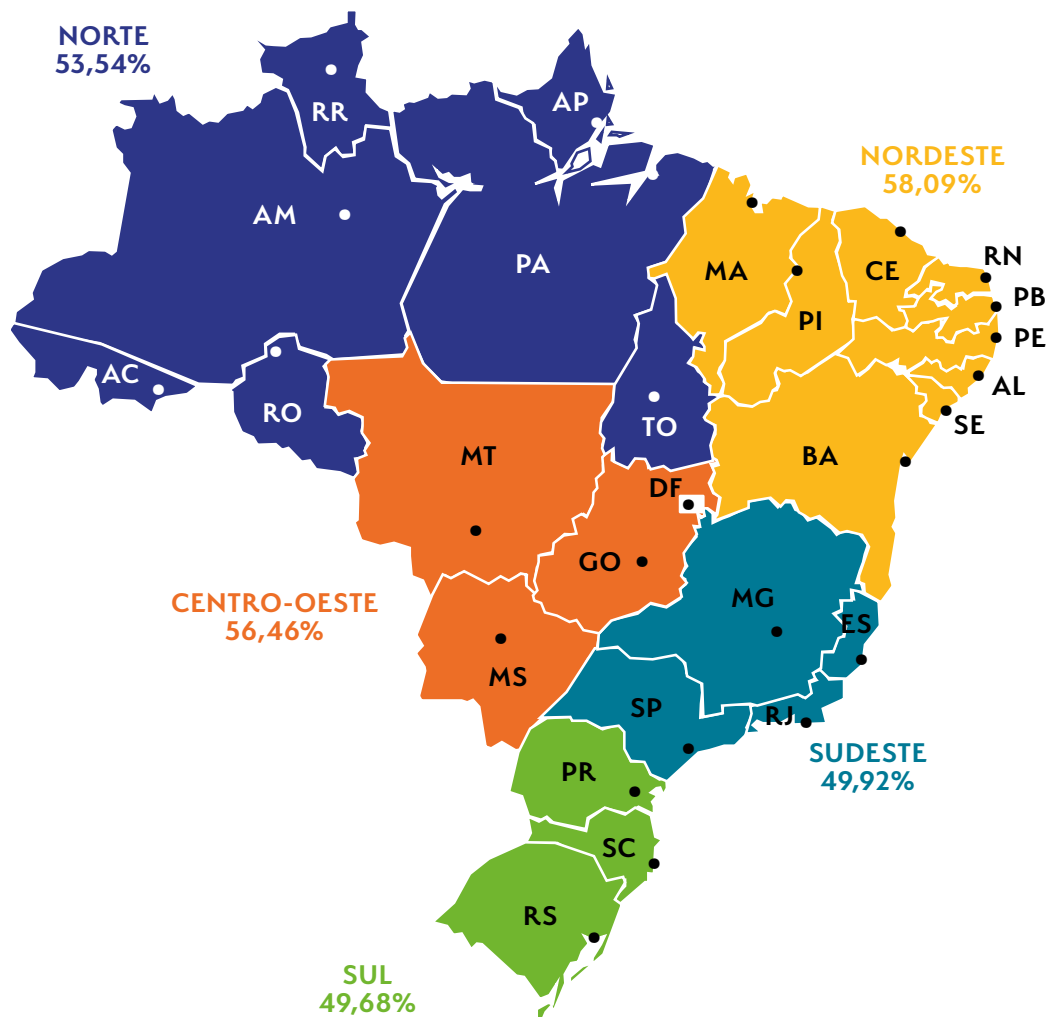 NORTE
53,54%
RR
AP
NORDESTE
58,09%
AM
PA
MA
CE
RN
PB
PI
PE
AC
AL
RO
TO
SE
MT
BA
DF
GO
CENTRO-OESTE
56,46%
MG
ES
MS
SP
RJ
SUDESTE
49,92%
PR
SC
RS
SUL
49,68%